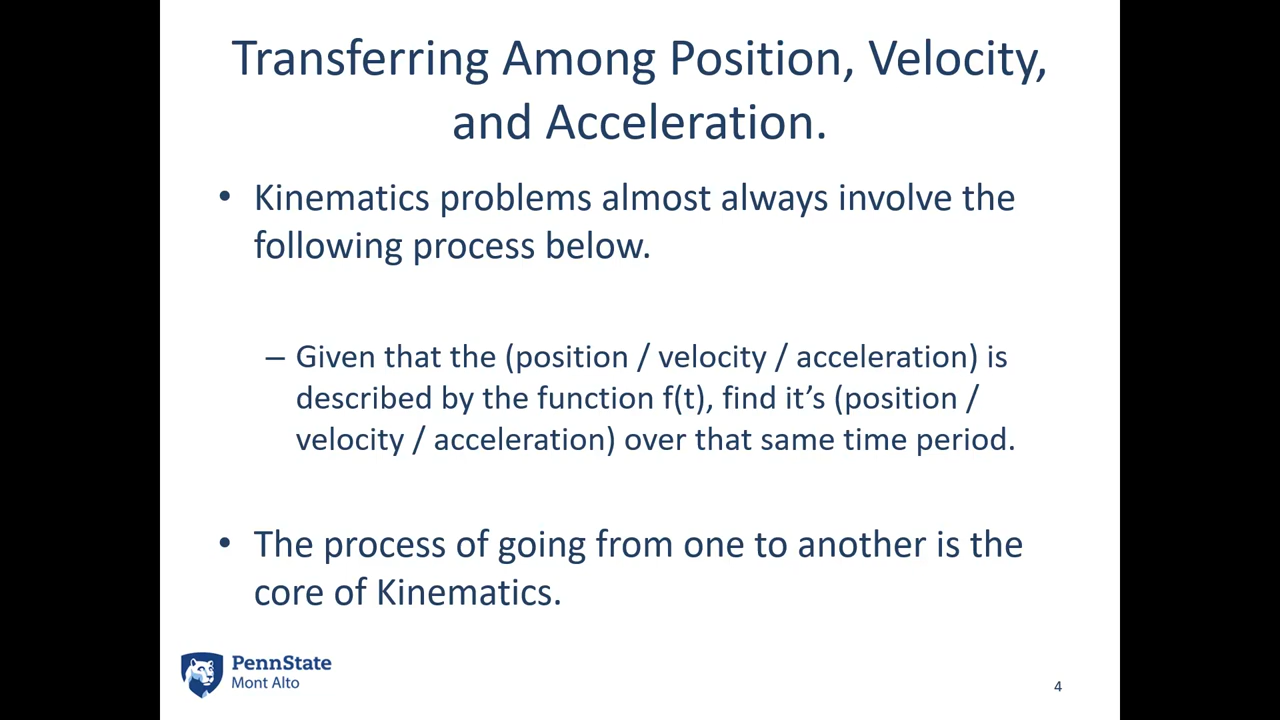 Transferring Among Position, Velocity,
and Acceleration.
• Kinematics problems almost always involve the
following process below.
– Given that the (position / velocity / acceleration) is
described by the function f(t), find it’s (position /
velocity / acceleration) over that same time period.
• The process of going from one to another is the
core of Kinematics.
PennState
Mont Alto
4